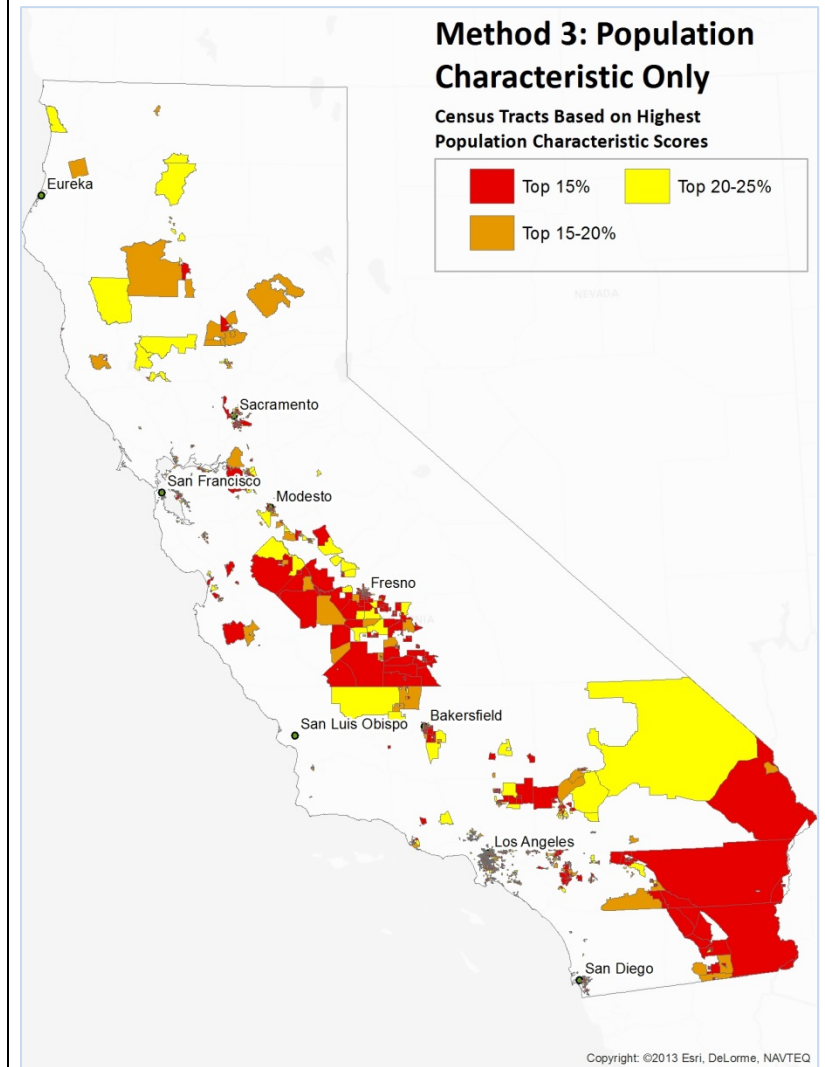 Method 3: Population
Characteristic Only
Census Tracts Based on Highest
Population Characteristic Scores
Top 15%
Top 20-25%
Top 15-20%
Eureka
NEVADA
Sacramento
San Francisco
Modesto
Fresno
San Luis Obispo
Bakersfield
Los Angeles
San Diego
Copyright: ©2013 Esri, DeLorme, NAVTEQ